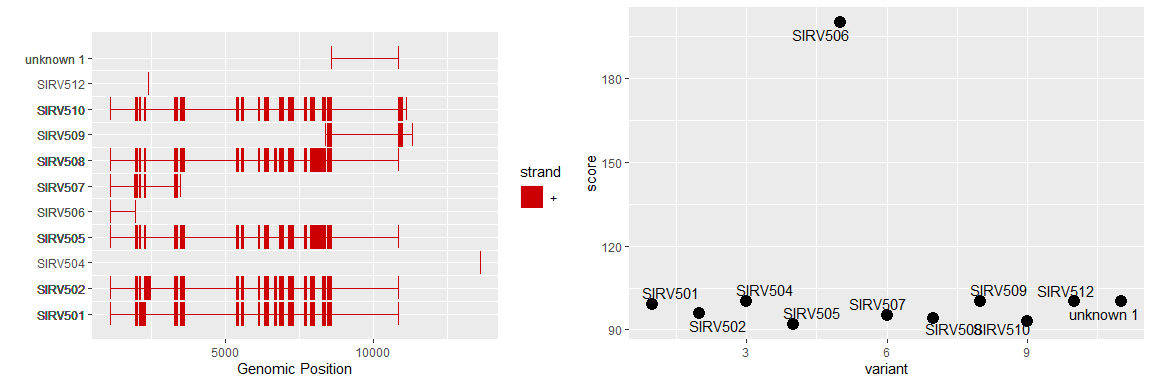 unknown 1
SIRV512
SIRV510
SIRV509
SIRV508
SIRV507
SIRV506
SIRV505
SIRV504
SIRV502
SIRV501
5000
10000
Genomic Position
strand
+
score
180
150
120
90
SIRV506
SIRV501
SIRV502
SIRV504
SIRV505
SIRV507
SIRV508
SIRV509
SIRV510
SIRV512
unknown 1
3
6
9
variant